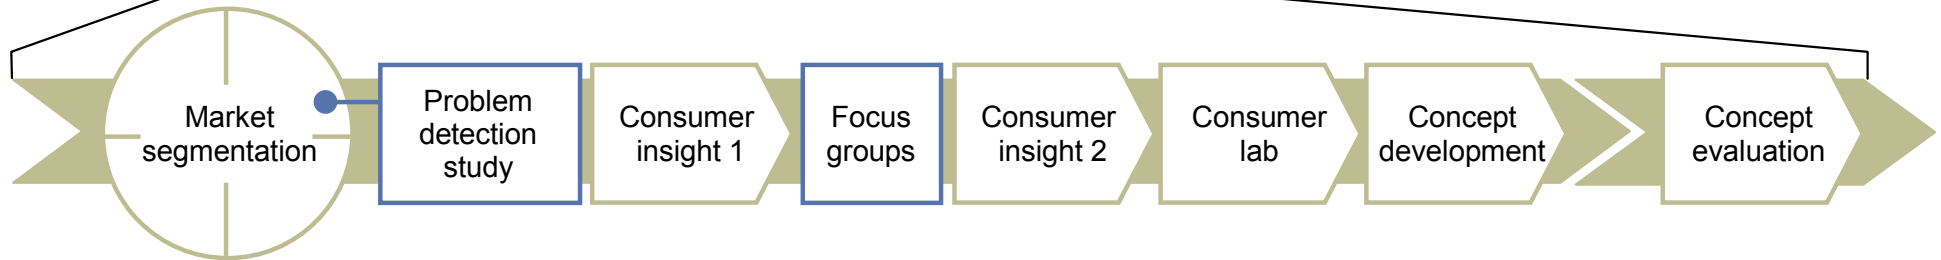 Market
segmentation
Problem
detection
study
Consumer
insight 1
Focus
groups
Consumer
insight 2
Consumer
lab
Concept
development
Concept
evaluation